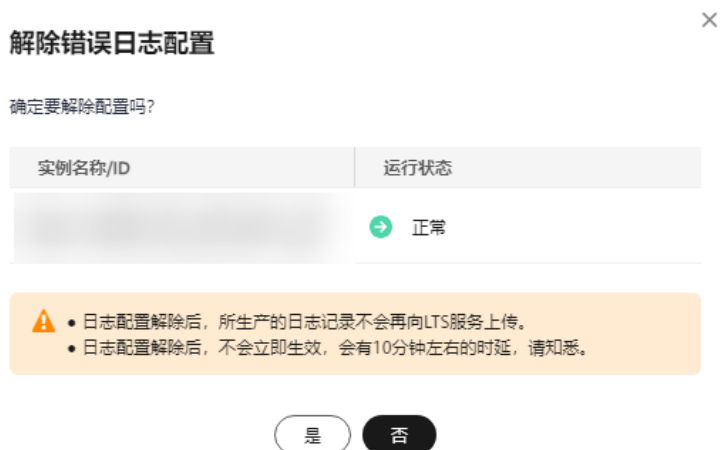 解除错误日志配置
确定要解除配置吗?
实例名称/ID 运行状态
正常
● 日志配置解除后，所生产的日志记录不会再向LTS服务上传。
● 日志配置解除后，不会立即生效，会有10分钟左右的时延，请知悉。
是 否